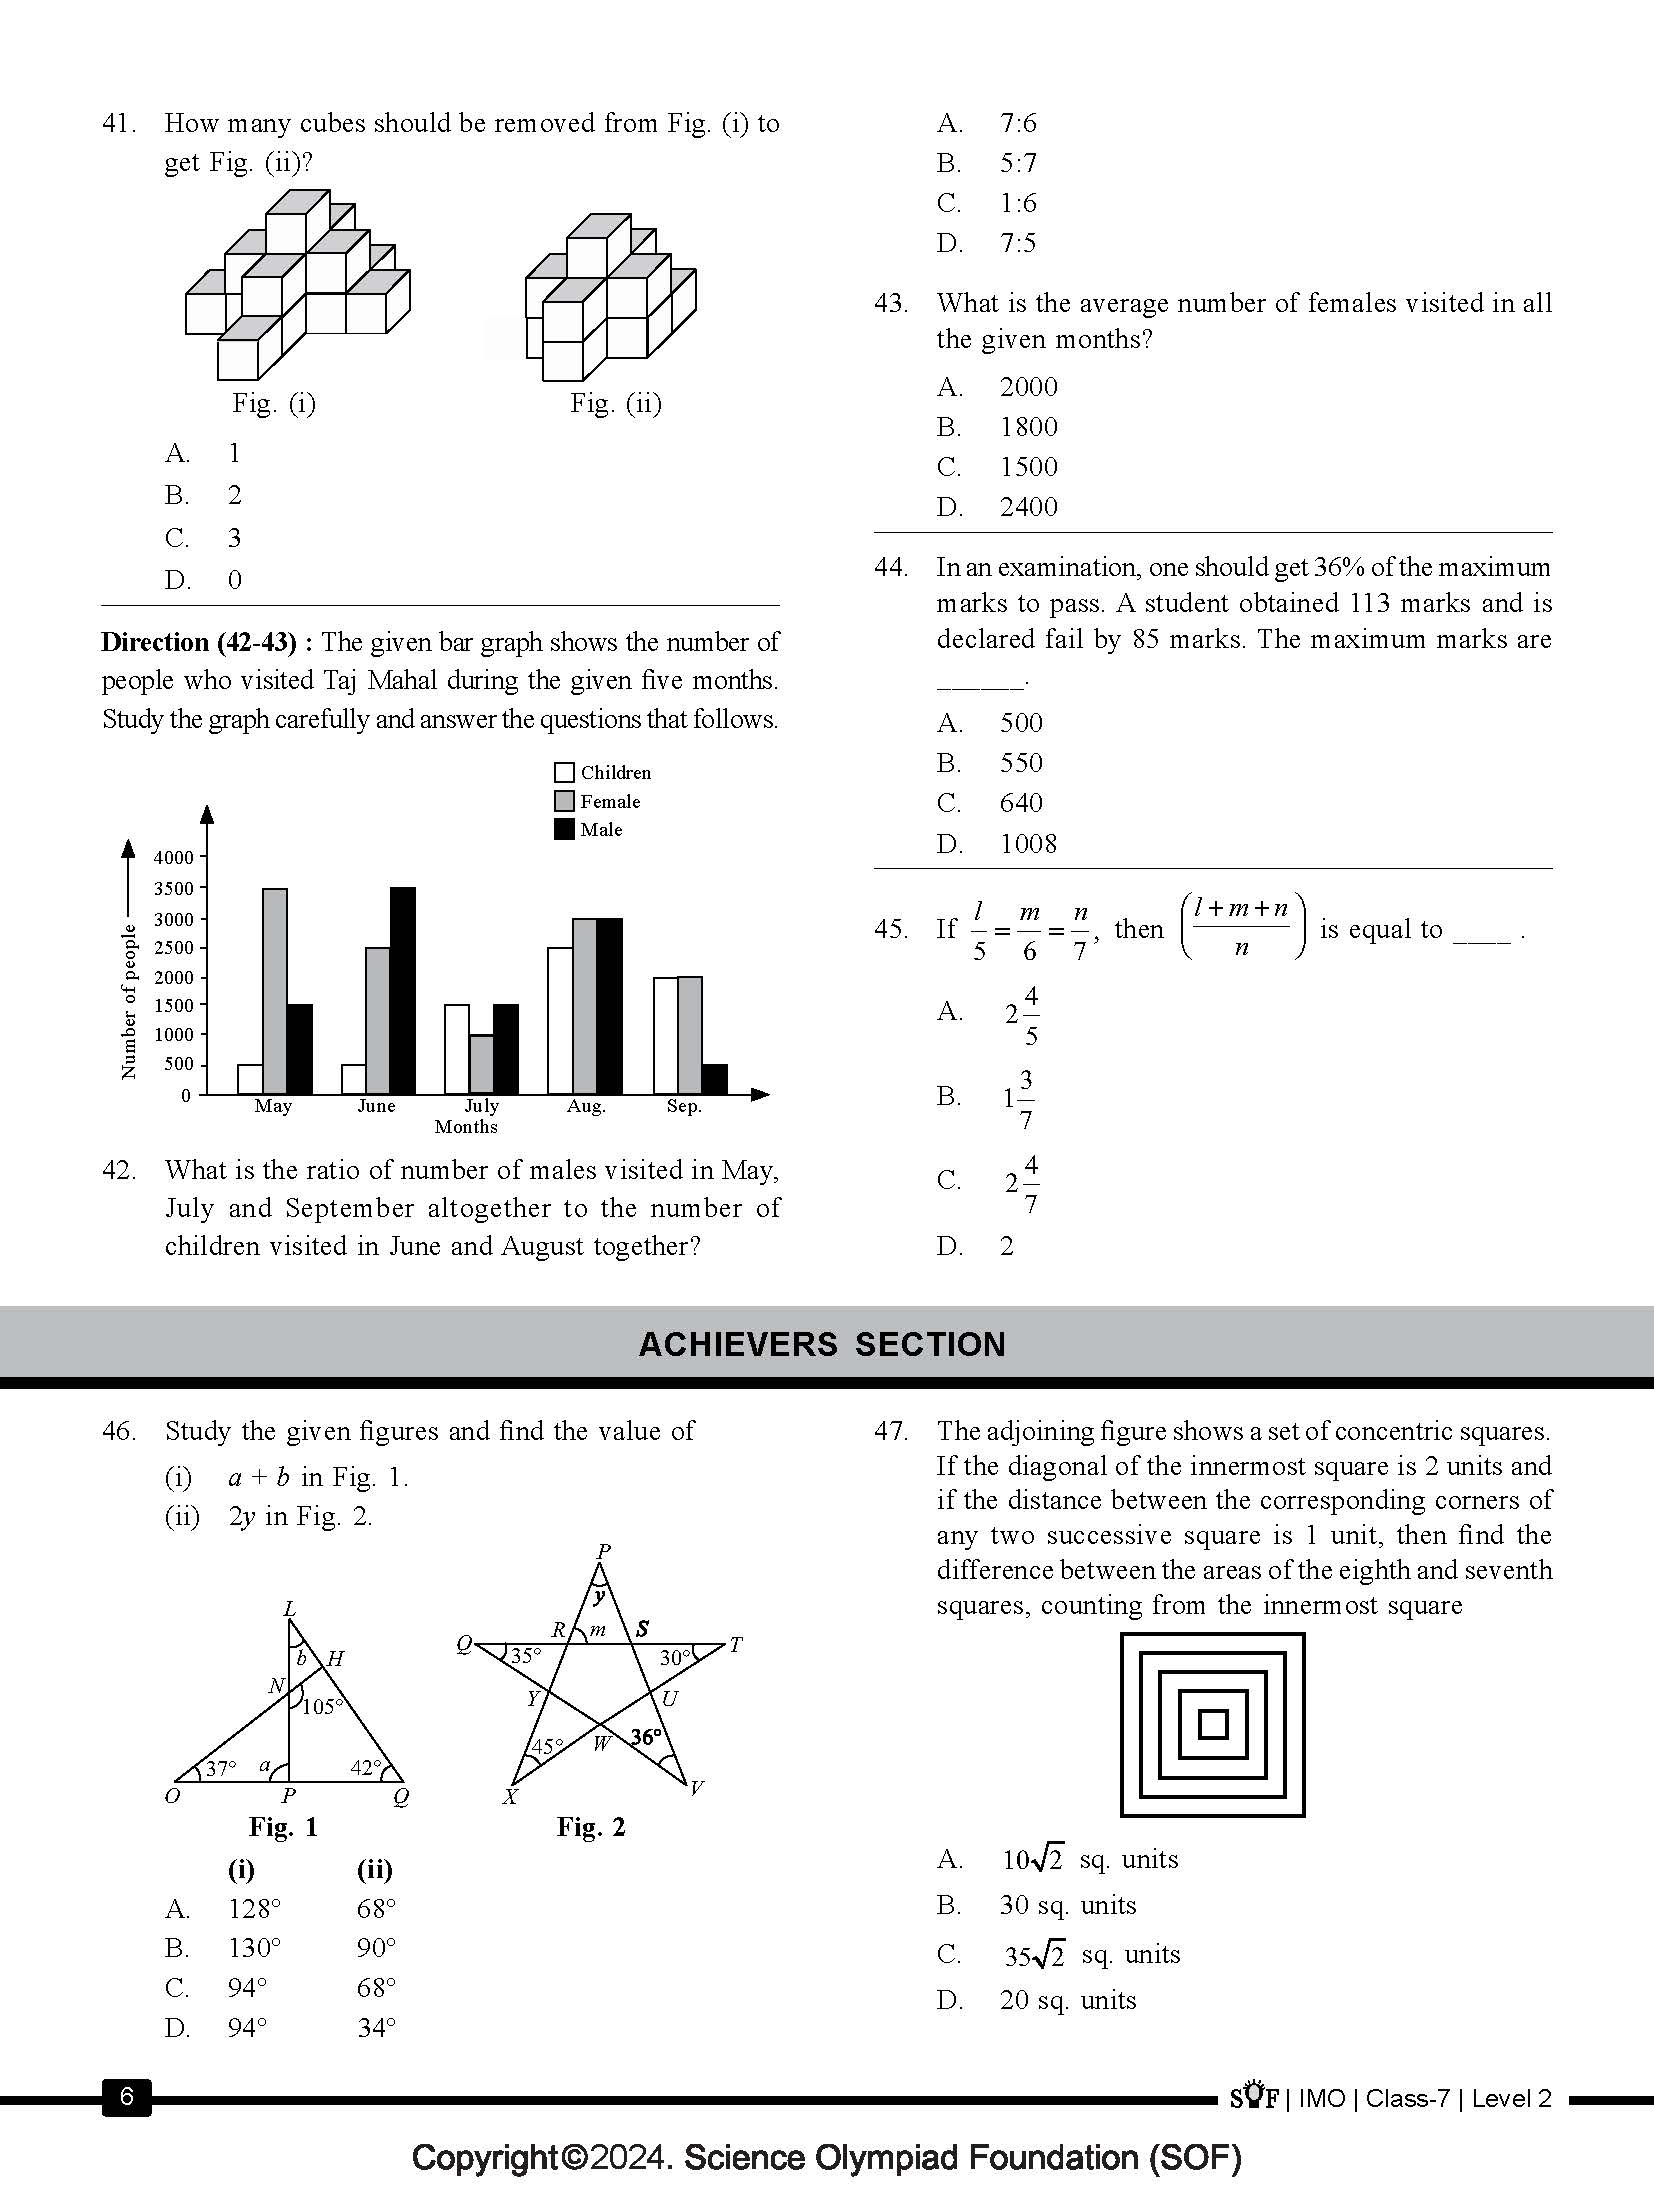 41. How many cubes should be removed from Fig. (i) to
get Fig. (ii)?
Fig. (i) Fig. (ii)
A. 1
B. 2
C. 3
D. 0
Direction (42-43) : The given bar graph shows the number of
people who visited Taj Mahal during the given five months.
Study the graph carefully and answer the questions that follows.
Children
Female
Male
Number of people
4000
3500
3000
2500
2000
1500
1000
500
0
May June July Aug. Sep.
Months
42. What is the ratio of number of males visited in May,
July and September altogether to the number of
children visited in June and August together?
A. 7:6
B. 5:7
C. 1:6
D. 7:5
43. What is the average number of females visited in all
the given months?
A. 2000
B. 1800
C. 1500
D. 2400
44. In an examination, one should get 36% of the maximum
marks to pass. A student obtained 113 marks and is
declared fail by 85 marks. The maximum marks are
______.
A. 500
B. 550
C. 640
D. 1008
45. If l/5 = m/6 = n/7, then ((l+m+n)/n) is equal to ____ .
A. 2 4/5
B. 1 3/7
C. 2 4/7
D. 2
ACHIEVERS SECTION
46. Study the given figures and find the value of
(i) a + b in Fig. 1.
(ii) 2y in Fig. 2.
L
b H
N
105°
37° a 42°
O P Q
Fig. 1
P
y
Q R m S T
35° 30°
Y U
45° W 36°
X V
Fig. 2
(i) (ii)
A. 128° 68°
B. 130° 90°
C. 94° 68°
D. 94° 34°
47. The adjoining figure shows a set of concentric squares.
If the diagonal of the innermost square is 2 units and
if the distance between the corresponding corners of
any two successive square is 1 unit, then find the
difference between the areas of the eighth and seventh
squares, counting from the innermost square
A. 10√2 sq. units
B. 30 sq. units
C. 35√2 sq. units
D. 20 sq. units
6
SOF | IMO | Class-7 | Level 2
Copyright©2024. Science Olympiad Foundation (SOF)